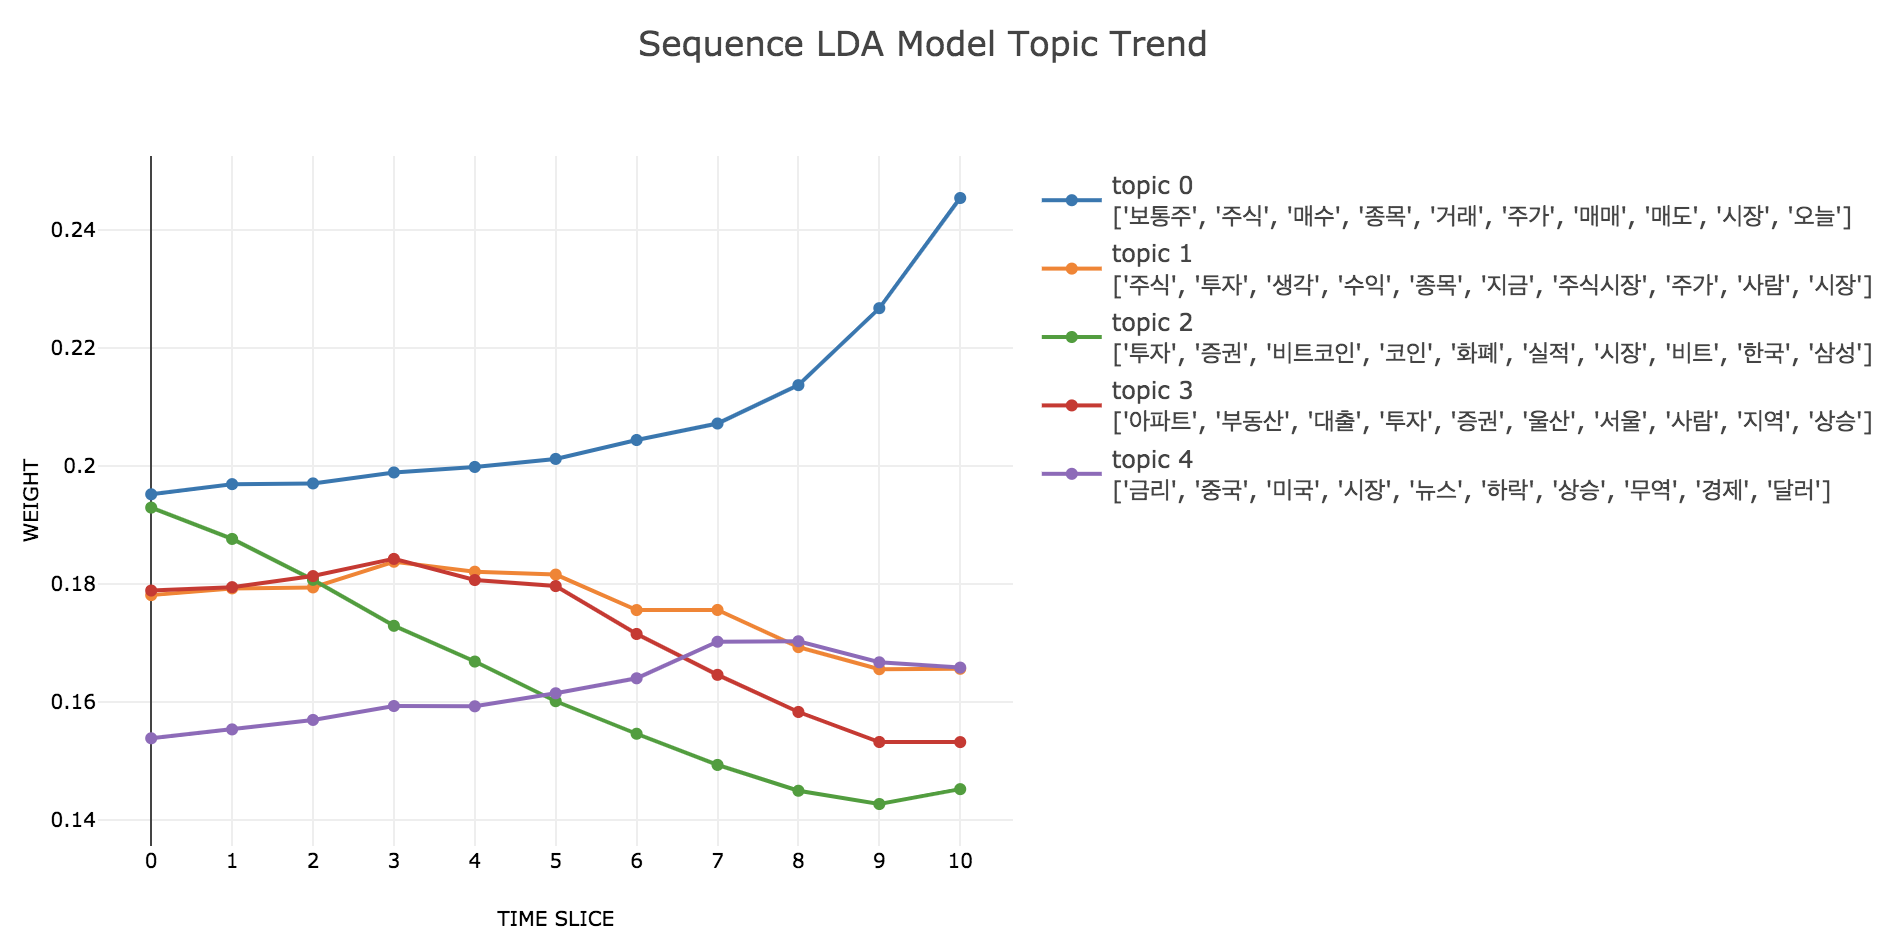 Sequence LDA Model Topic Trend
WEIGHT
0.24
0.22
0.2
0.18
0.16
0.14
0 1 2 3 4 5 6 7 8 9 10
TIME SLICE
topic 0
['보통주', '주식', '매수', '종목', '거래', '주가', '매매', '매도', '시장', '오늘']
topic 1
['주식', '투자', '생각', '수익', '종목', '지금', '주식시장', '주가', '사람', '시장']
topic 2
['투자', '증권', '비트코인', '코인', '화폐', '실적', '시장', '비트', '한국', '삼성']
topic 3
['아파트', '부동산', '대출', '투자', '증권', '울산', '서울', '사람', '지역', '상승']
topic 4
['금리', '중국', '미국', '시장', '뉴스', '하락', '상승', '무역', '경제', '달러']